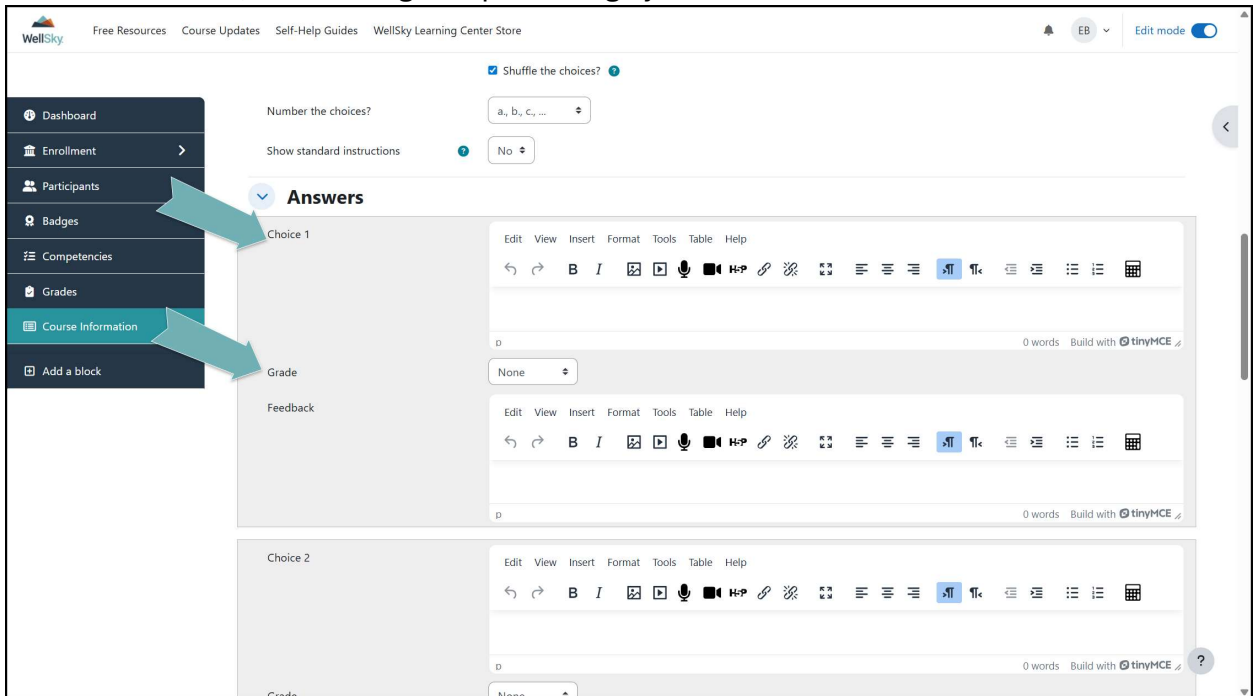 WellSky. Free Resources Course Updates Self-Help Guides WellSky Learning Center Store EB Edit mode
Shuffle the choices? ?
Dashboard
Number the choices? a., b., c., ...
Enrollment
Show standard instructions ? No
Participants
Answers
Badges
Choice 1
Edit View Insert Format Tools Table Help
Competencies
B I H-P
Grades
Course Information
p 0 words Build with tinyMCE
Add a block
Grade None
Feedback
Edit View Insert Format Tools Table Help
B I H-P
p 0 words Build with tinyMCE
Choice 2
Edit View Insert Format Tools Table Help
B I H-P
p 0 words Build with tinyMCE
?
Grade None